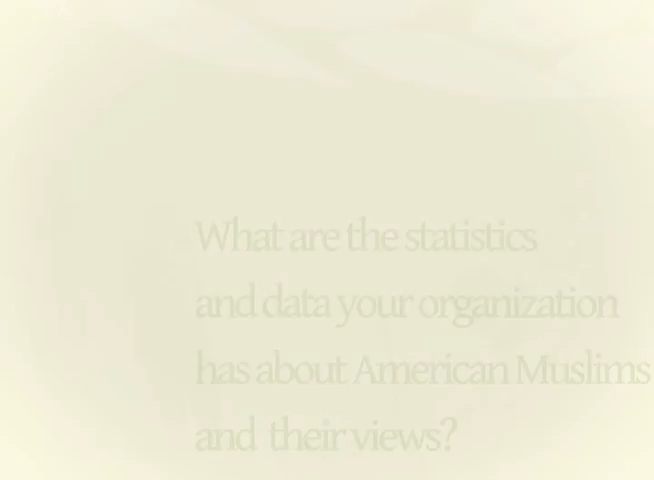 What are the statistics
and data your organization
has about American Muslims
and their views?